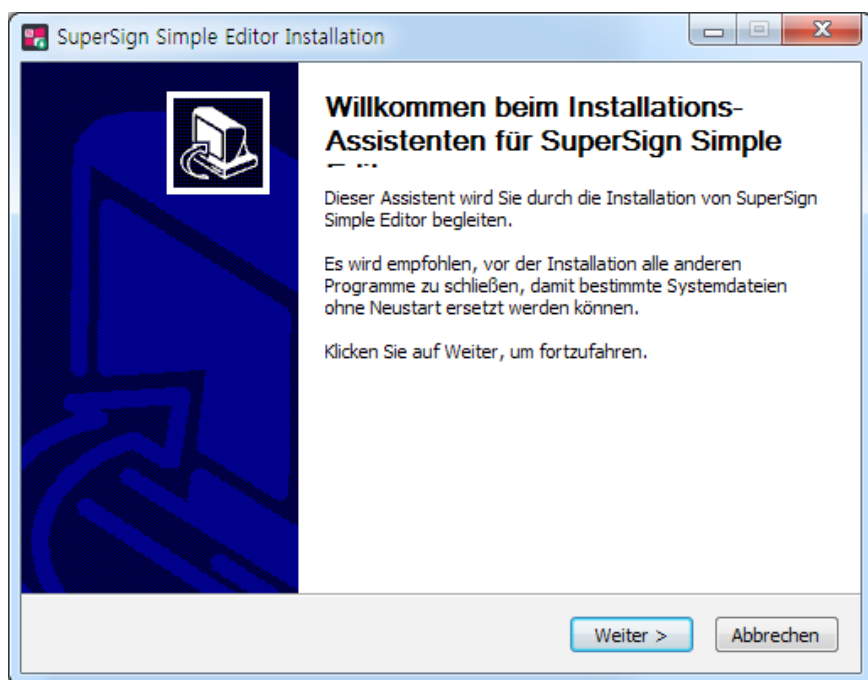 SuperSign Simple Editor Installation
Willkommen beim Installations-
Assistenten für SuperSign Simple
Dieser Assistent wird Sie durch die Installation von SuperSign
Simple Editor begleiten.
Es wird empfohlen, vor der Installation alle anderen
Programme zu schließen, damit bestimmte Systemdateien
ohne Neustart ersetzt werden können.
Klicken Sie auf Weiter, um fortzufahren.
Weiter >
Abbrechen